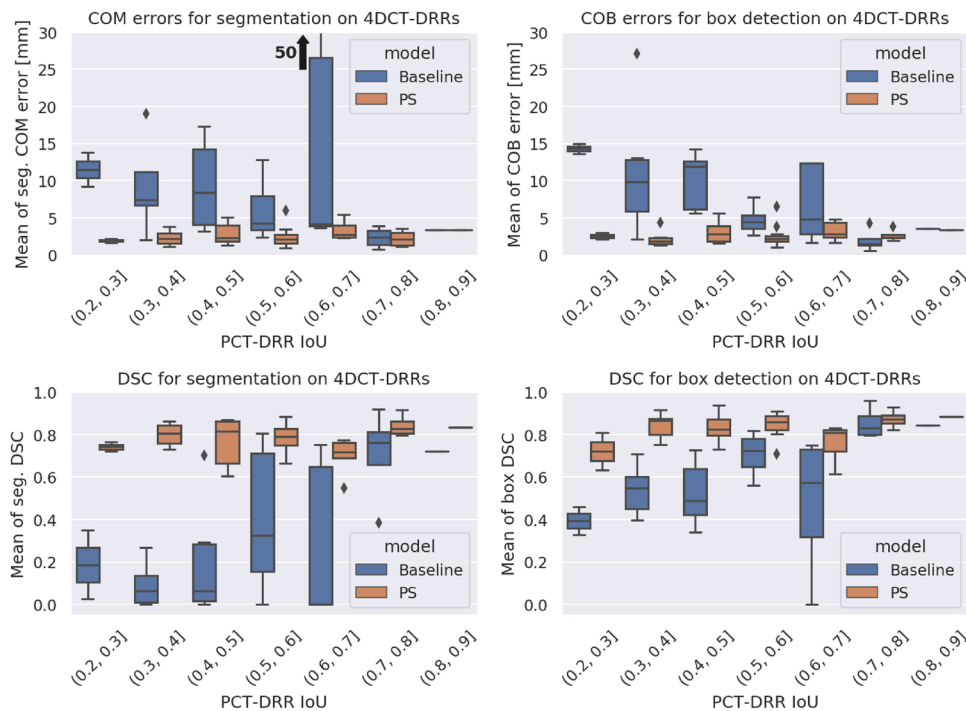 COM errors for segmentation on 4DCT-DRRs
Mean of seg. COM error [mm]
30
25
20
15
10
5
0
50
model
Baseline
PS
(0.2, 0.3]
(0.3, 0.4]
(0.4, 0.5]
(0.5, 0.6]
(0.6, 0.7]
(0.7, 0.8]
(0.8, 0.9]
PCT-DRR IoU
COB errors for box detection on 4DCT-DRRs
Mean of COB error [mm]
30
25
20
15
10
5
0
model
Baseline
PS
(0.2, 0.3]
(0.3, 0.4]
(0.4, 0.5]
(0.5, 0.6]
(0.6, 0.7]
(0.7, 0.8]
(0.8, 0.9]
PCT-DRR IoU
DSC for segmentation on 4DCT-DRRs
Mean of seg. DSC
1.0
0.8
0.6
0.4
0.2
0.0
model
Baseline
PS
(0.2, 0.3]
(0.3, 0.4]
(0.4, 0.5]
(0.5, 0.6]
(0.6, 0.7]
(0.7, 0.8]
(0.8, 0.9]
PCT-DRR IoU
DSC for box detection on 4DCT-DRRs
Mean of box DSC
1.0
0.8
0.6
0.4
0.2
0.0
model
Baseline
PS
(0.2, 0.3]
(0.3, 0.4]
(0.4, 0.5]
(0.5, 0.6]
(0.6, 0.7]
(0.7, 0.8]
(0.8, 0.9]
PCT-DRR IoU